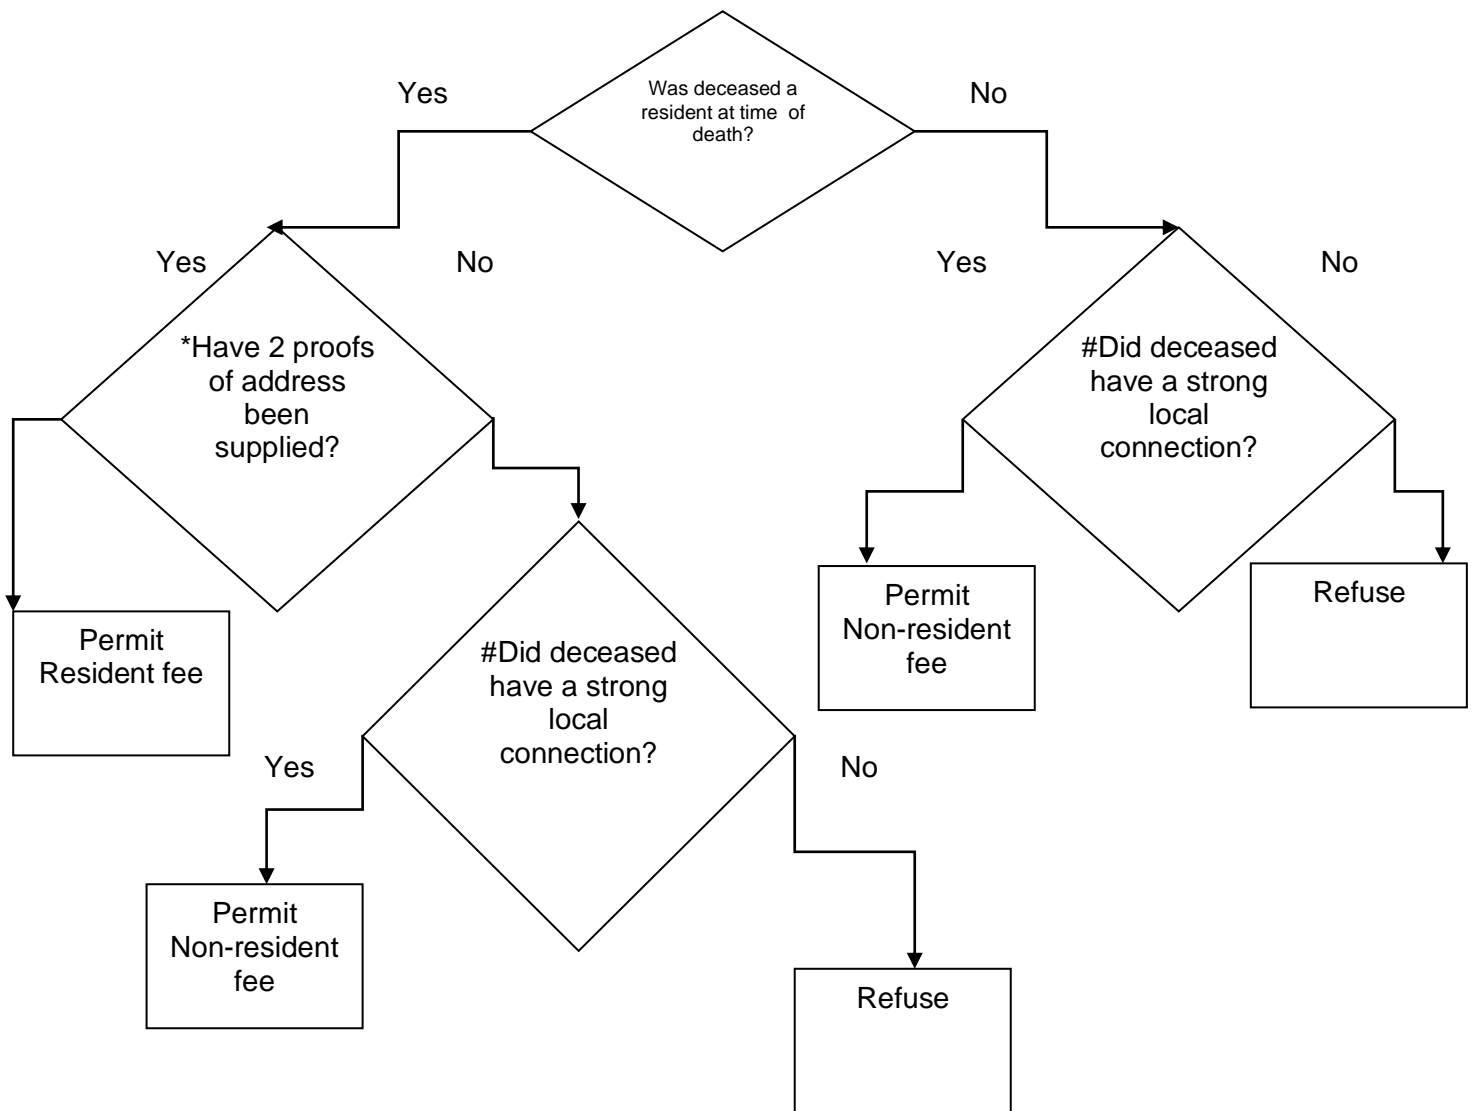 Was deceased a
resident at time of
death?
Yes
No
Yes
No
Yes
No
*Have 2 proofs
of address
been
supplied?
#Did deceased
have a strong
local
connection?
Permit
Resident fee
#Did deceased
have a strong
local
connection?
Permit
Non-resident
fee
Refuse
Yes
No
Permit
Non-resident
fee
Refuse